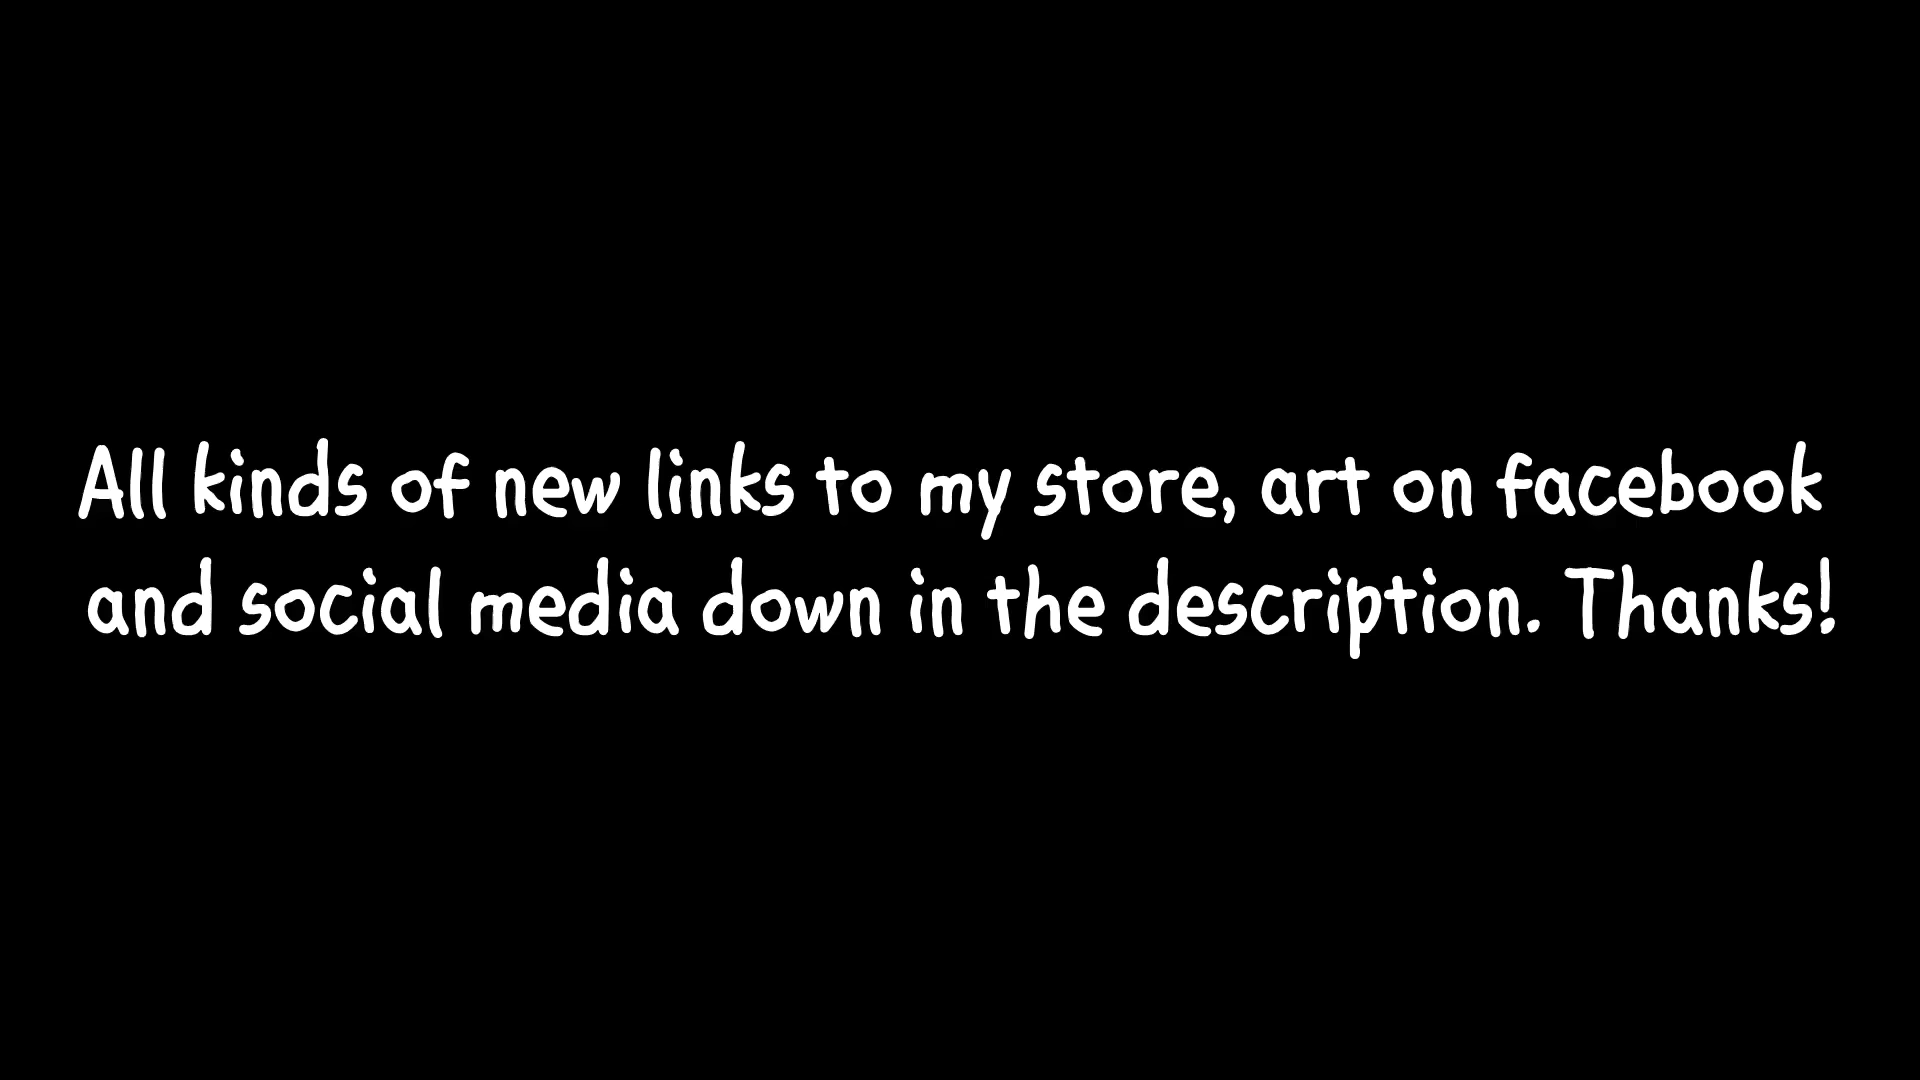 All kinds of new links to my store, art on facebook
and social media down in the description. Thanks!